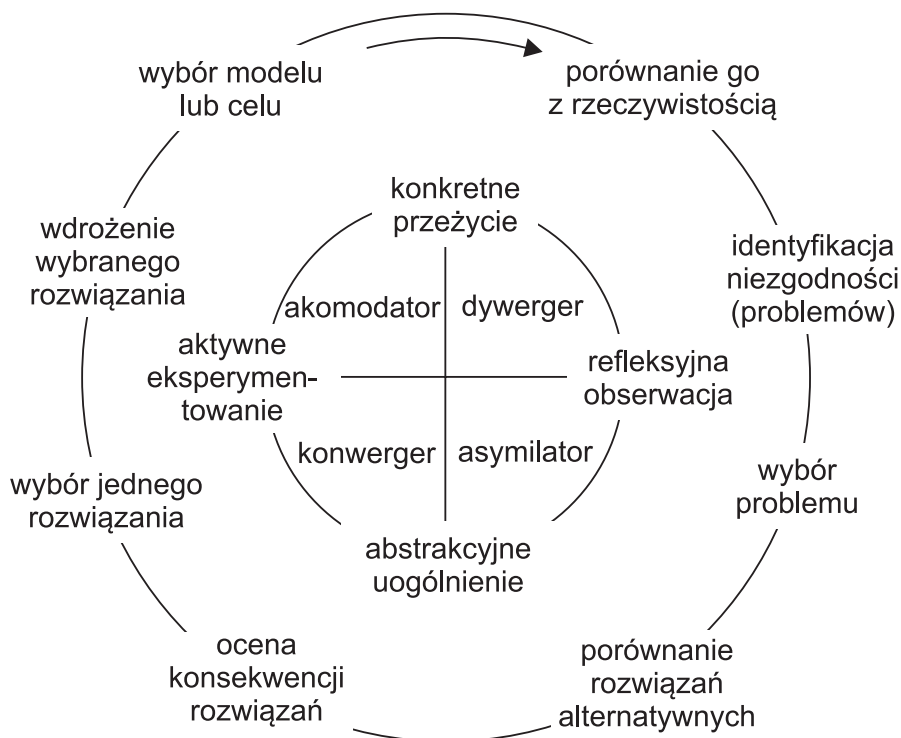 wybór modelu
lub celu
porównanie go
z rzeczywistością
konkretne
przeżycie
wdrożenie
wybranego
rozwiązania
identyfikacja
niezgodności
(problemów)
akomodator
dywerger
aktywne
eksperymen-
towanie
refleksyjna
obserwacja
konwerger
asymilator
wybór jednego
rozwiązania
wybór
problemu
abstrakcyjne
uogólnienie
ocena
konsekwencji
rozwiązań
porównanie
rozwiązań
alternatywnych